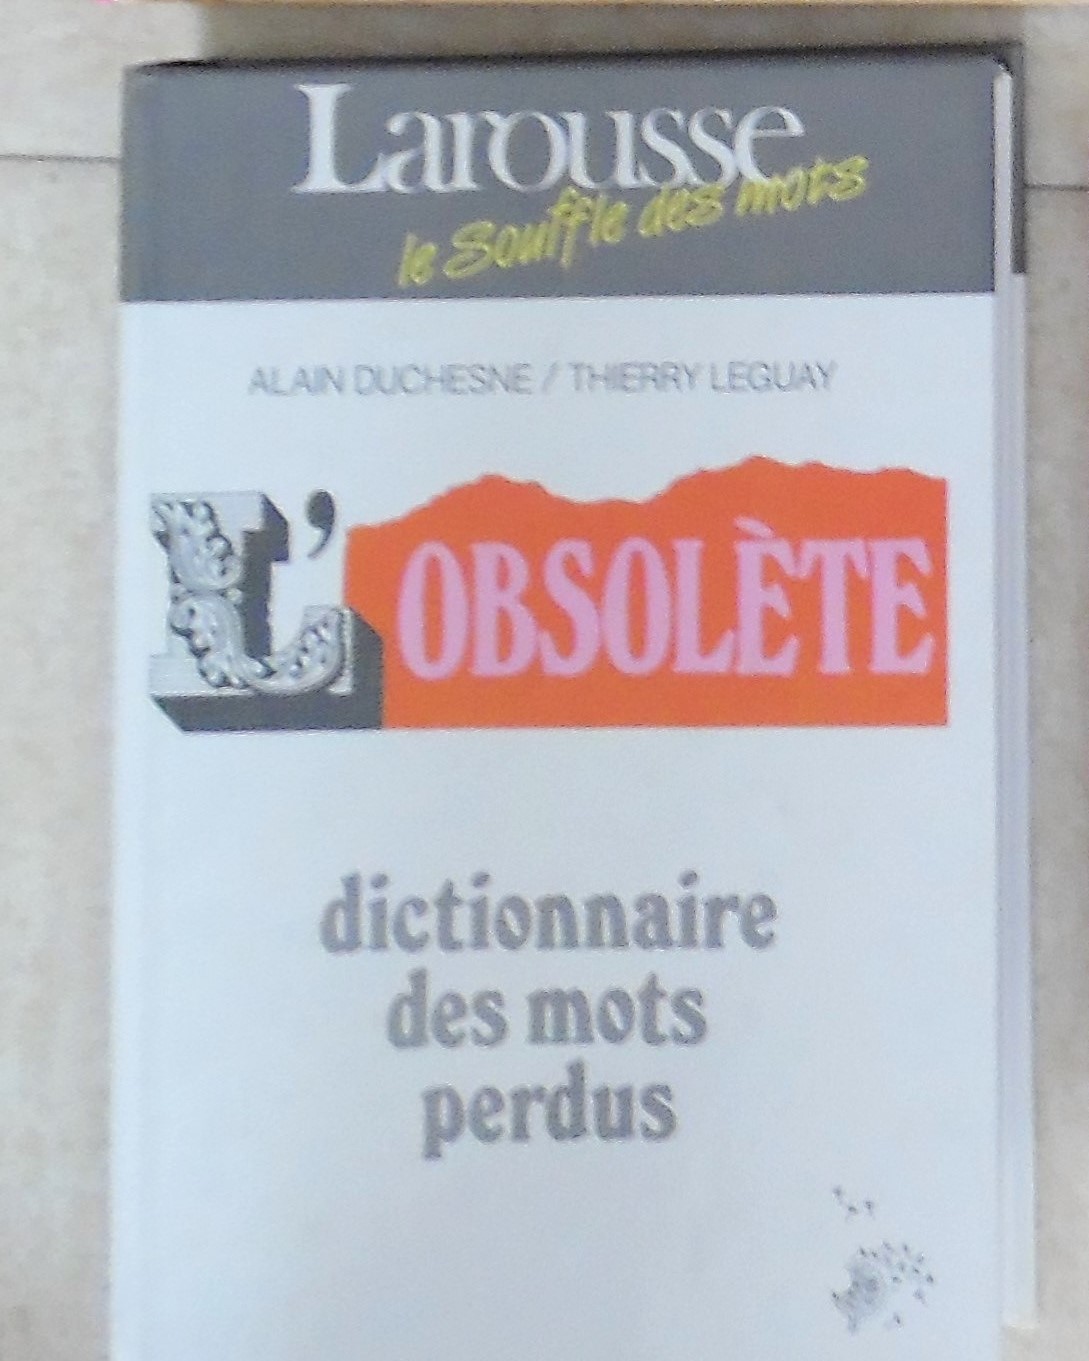 Larousse
le Souffle des mots
ALAIN DUCHESNE / THIERRY LEGUAY
L'OBSOLÈTE
dictionnaire
des mots
perdus